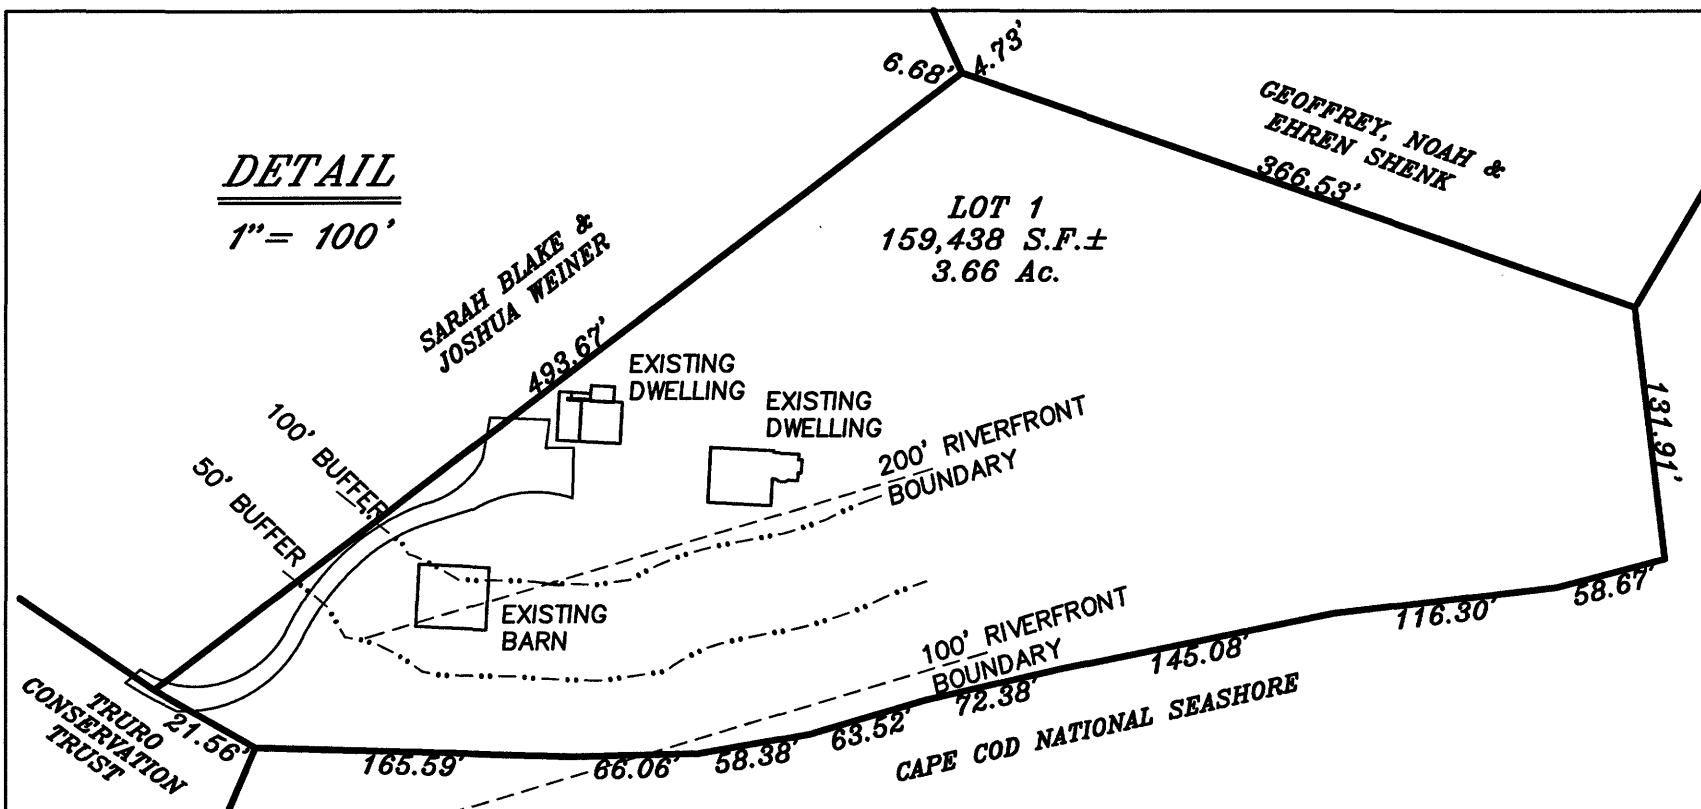 6.68'
4.73'
GEOFFREY, NOAH &
EHREN SHENK
366.53'
DETAIL
1"= 100'
LOT 1
159,438 S.F.±
3.66 Ac.
SARAH BLAKE &
JOSHUA WEINER
493.67'
EXISTING
DWELLING
EXISTING
DWELLING
131.91'
100' BUFFER
50' BUFFER
200' RIVERFRONT
BOUNDARY
EXISTING
BARN
100' RIVERFRONT
BOUNDARY
58.67'
116.30'
145.08'
72.38'
63.52'
58.38'
66.06'
165.59'
21.56'
TRURO
CONSERVATION
TRUST
CAPE COD NATIONAL SEASHORE